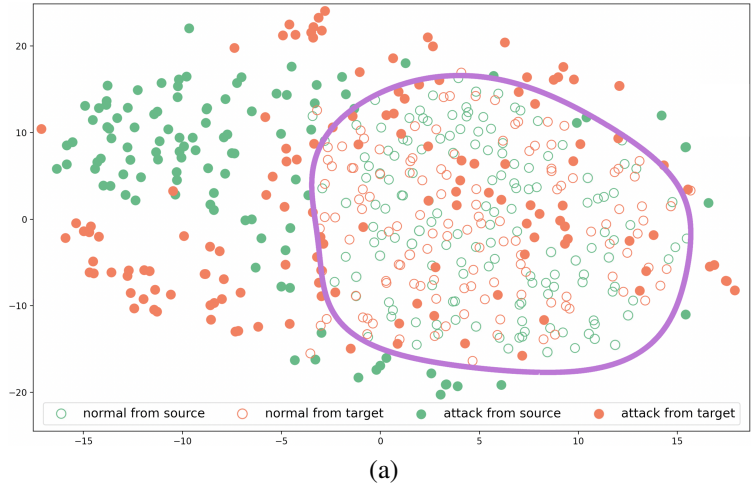 20
10
0
−10
−20
normal from source normal from target attack from source attack from target
−15 −10 −5 0 5 10 15
(a)